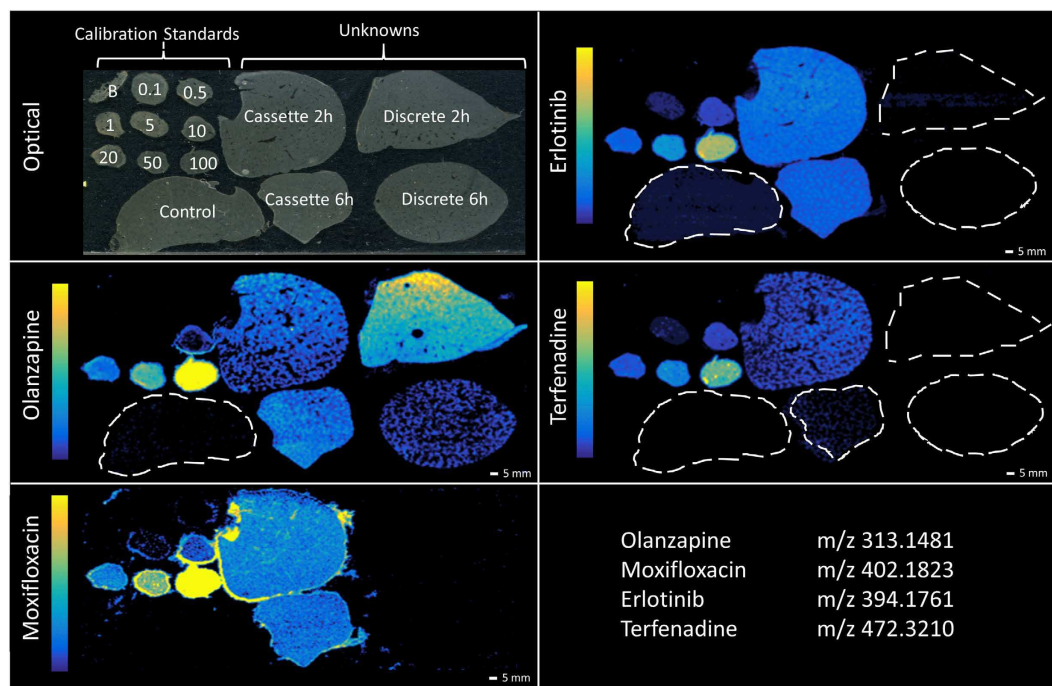 Calibration Standards
Unknowns
Optical
B 0.1 0.5
1 5 10
20 50 100
Cassette 2h
Discrete 2h
Control
Cassette 6h
Discrete 6h
Erlotinib
5 mm
Olanzapine
5 mm
Terfenadine
5 mm
Moxifloxacin
5 mm
Olanzapine m/z 313.1481
Moxifloxacin m/z 402.1823
Erlotinib m/z 394.1761
Terfenadine m/z 472.3210